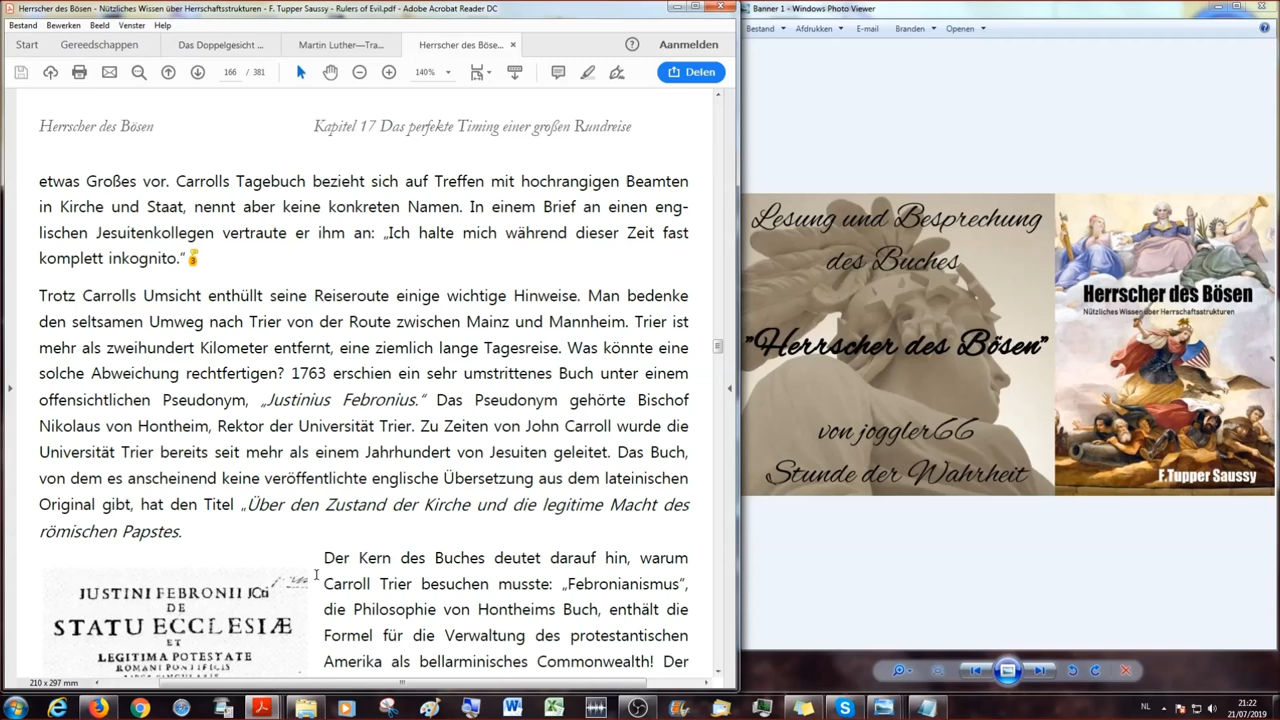 Herrscher des Bösen - Nützliches Wissen über Herrschaftsstrukturen - F. Tupper Saussy - Rulers of Evil.pdf - Adobe Acrobat Reader DC
Bestand Bewerken Beeld Venster Help
Start Gereedschappen Das Doppelgesicht ... Martin Luther—Tra... Herrscher des Böse... × ? Aanmelden
166 / 381 140% Delen
Herrscher des Bösen Kapitel 17 Das perfekte Timing einer großen Rundreise
etwas Großes vor. Carrolls Tagebuch bezieht sich auf Treffen mit hochrangigen Beamten
in Kirche und Staat, nennt aber keine konkreten Namen. In einem Brief an einen eng-
lischen Jesuitenkollegen vertraute er ihm an: „Ich halte mich während dieser Zeit fast
komplett inkognito.“ 3
Trotz Carrolls Umsicht enthüllt seine Reiseroute einige wichtige Hinweise. Man bedenke
den seltsamen Umweg nach Trier von der Route zwischen Mainz und Mannheim. Trier ist
mehr als zweihundert Kilometer entfernt, eine ziemlich lange Tagesreise. Was könnte eine
solche Abweichung rechtfertigen? 1763 erschien ein sehr umstrittenes Buch unter einem
offensichtlichen Pseudonym, „Justinius Febronius.“ Das Pseudonym gehörte Bischof
Nikolaus von Hontheim, Rektor der Universität Trier. Zu Zeiten von John Carroll wurde die
Universität Trier bereits seit mehr als einem Jahrhundert von Jesuiten geleitet. Das Buch,
von dem es anscheinend keine veröffentlichte englische Übersetzung aus dem lateinischen
Original gibt, hat den Titel „Über den Zustand der Kirche und die legitime Macht des
römischen Papstes.
Der Kern des Buches deutet darauf hin, warum
Carroll Trier besuchen musste: „Febronianismus“,
die Philosophie von Hontheims Buch, enthält die
Formel für die Verwaltung des protestantischen
Amerika als bellarminisches Commonwealth! Der
JUSTINI FEBRONII JCti
DE
STATU ECCLESIÆ
ET
LEGITIMA POTESTATE
ROMANI PONTIFICIS
210 x 297 mm
Banner 1 - Windows Photo Viewer
Bestand Afdrukken E-mail Branden Openen
Lesung und Besprechung
des Buches
"Herrscher des Bösen"
von joggler66
Stunde der Wahrheit
Herrscher des Bösen
Nützliches Wissen über Herrschaftsstrukturen
F.Tupper Saussy
NL 21:22
21/07/2019